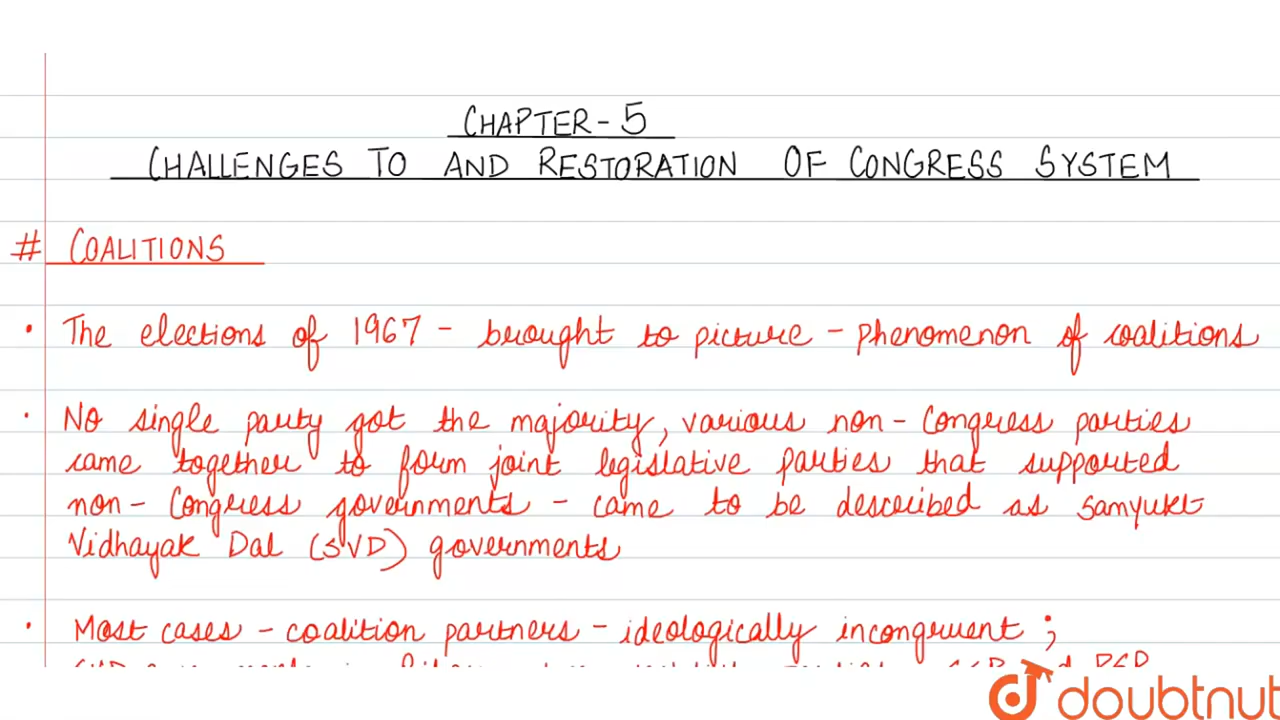 CHAPTER-5
CHALLENGES TO AND RESTORATION OF CONGRESS SYSTEM
# COALITIONS
• The elections of 1967 - brought to picture - phenomenon of coalitions
• No single party got the majority, various non-Congress parties
came together to form joint legislative parties that supported
non-Congress governments - came to be described as Samyukt
Vidhayak Dal (SVD) governments
• Most cases - coalition partners - ideologically incongruent ;
doubtnut